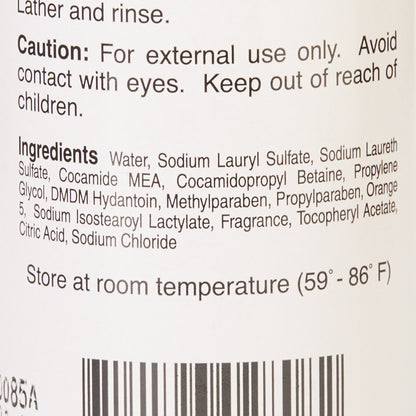 Lather and rinse.
Caution: For external use only. Avoid
contact with eyes. Keep out of reach of
children.
Ingredients Water, Sodium Lauryl Sulfate, Sodium Laureth
Sulfate, Cocamide MEA, Cocamidopropyl Betaine, Propylene
Glycol, DMDM Hydantoin, Methylparaben, Propylparaben, Orange
5, Sodium Isostearoyl Lactylate, Fragrance, Tocopheryl Acetate,
Citric Acid, Sodium Chloride
Store at room temperature (59° - 86° F)
0085A